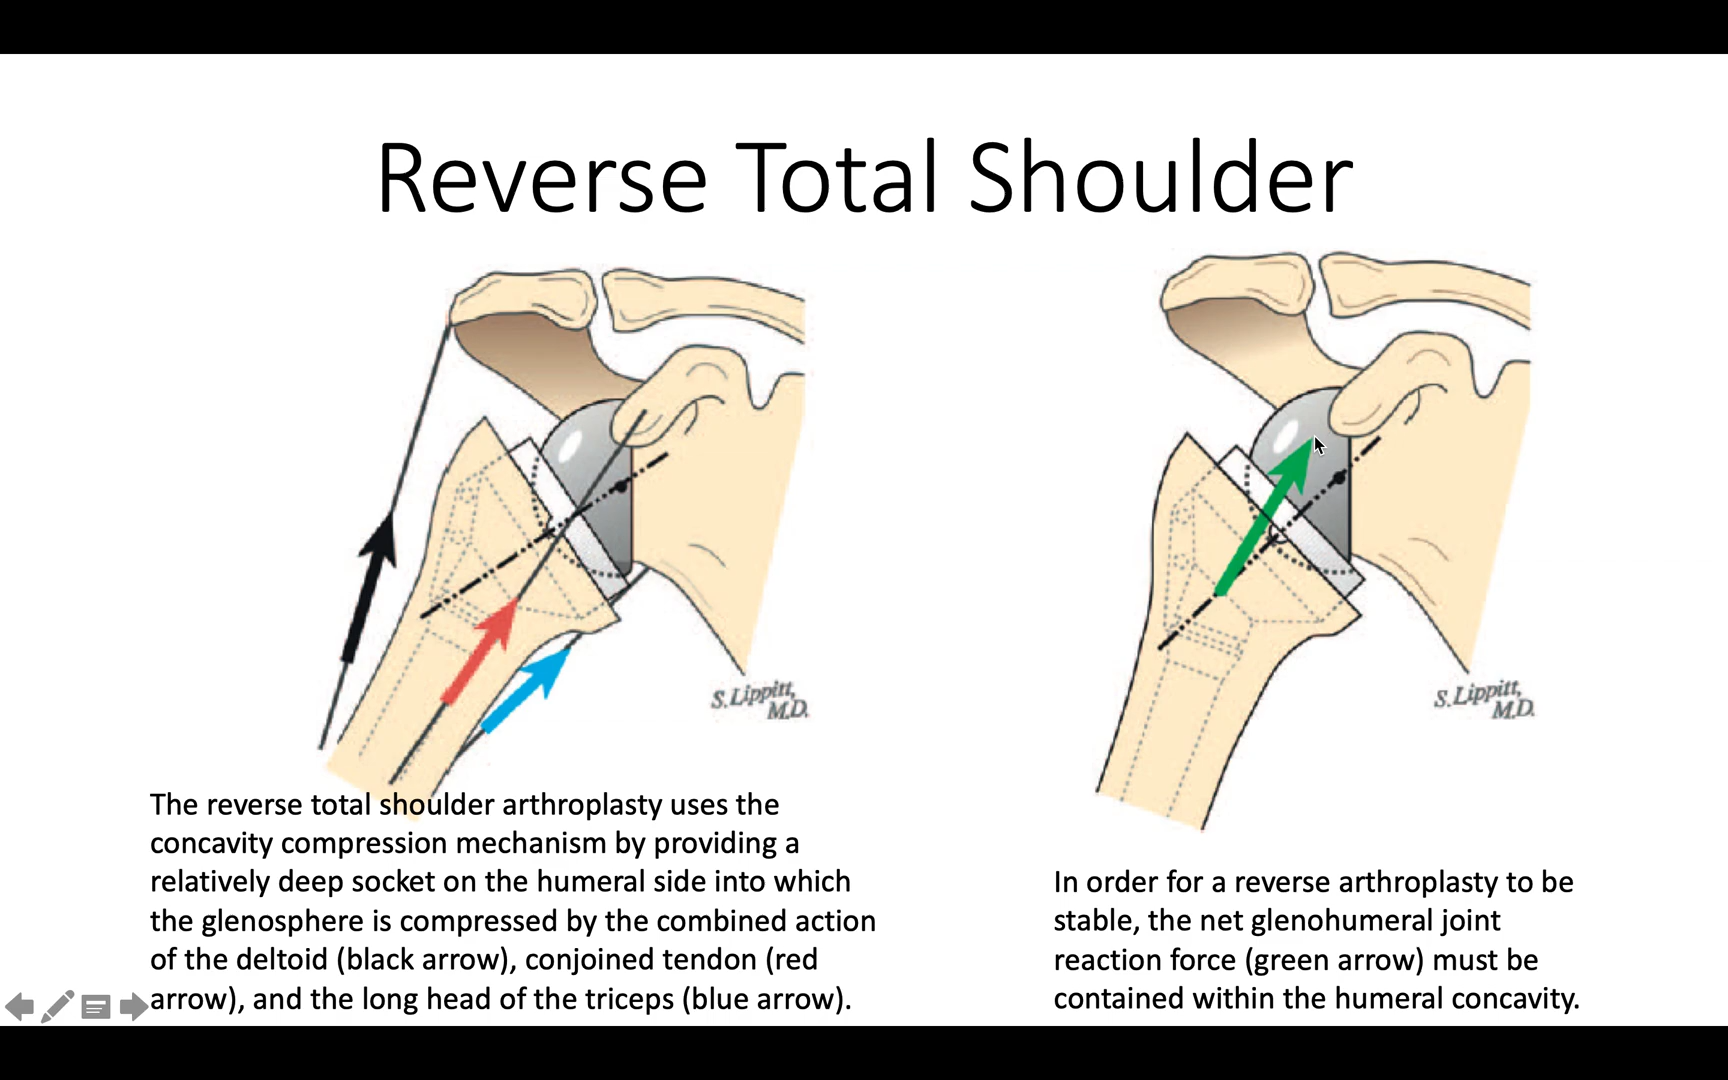 Reverse Total Shoulder
S. Lippitt,
M.D.
S. Lippitt,
M.D.
The reverse total shoulder arthroplasty uses the
concavity compression mechanism by providing a
relatively deep socket on the humeral side into which
the glenosphere is compressed by the combined action
of the deltoid (black arrow), conjoined tendon (red
arrow), and the long head of the triceps (blue arrow).
In order for a reverse arthroplasty to be
stable, the net glenohumeral joint
reaction force (green arrow) must be
contained within the humeral concavity.